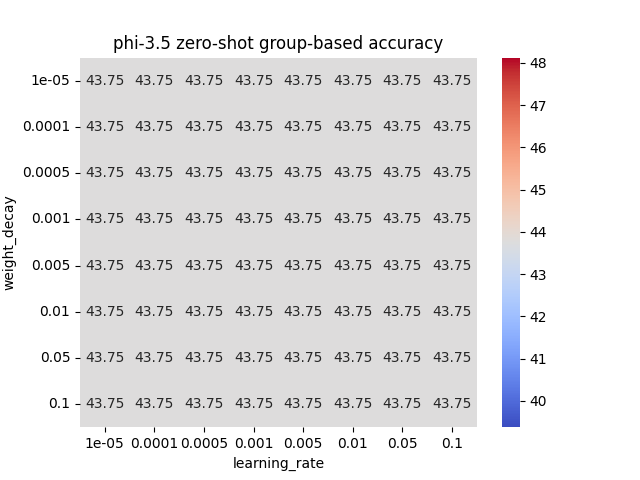 phi-3.5 zero-shot group-based accuracy
1e-05 43.75 43.75 43.75 43.75 43.75 43.75 43.75 43.75
0.0001 43.75 43.75 43.75 43.75 43.75 43.75 43.75 43.75
0.0005 43.75 43.75 43.75 43.75 43.75 43.75 43.75 43.75
0.001 43.75 43.75 43.75 43.75 43.75 43.75 43.75 43.75
0.005 43.75 43.75 43.75 43.75 43.75 43.75 43.75 43.75
0.01 43.75 43.75 43.75 43.75 43.75 43.75 43.75 43.75
0.05 43.75 43.75 43.75 43.75 43.75 43.75 43.75 43.75
0.1 43.75 43.75 43.75 43.75 43.75 43.75 43.75 43.75
1e-05 0.0001 0.0005 0.001 0.005 0.01 0.05 0.1
learning_rate
weight_decay
48
47
46
45
44
43
42
41
40